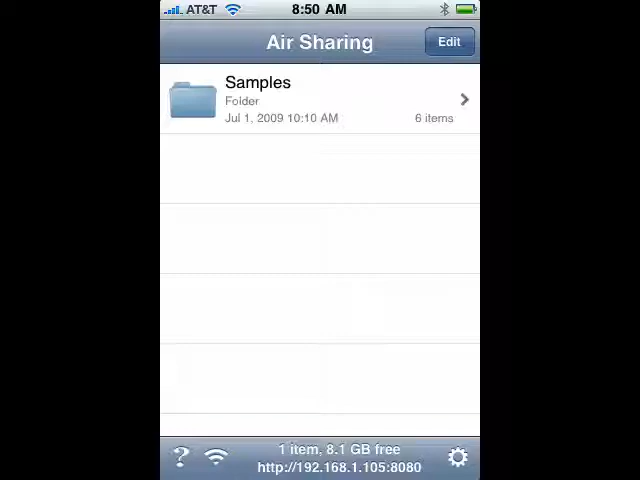 AT&T 8:50 AM
Air Sharing Edit
Samples
Folder
Jul 1, 2009 10:10 AM 6 items
? 1 item, 8.1 GB free
http://192.168.1.105:8080